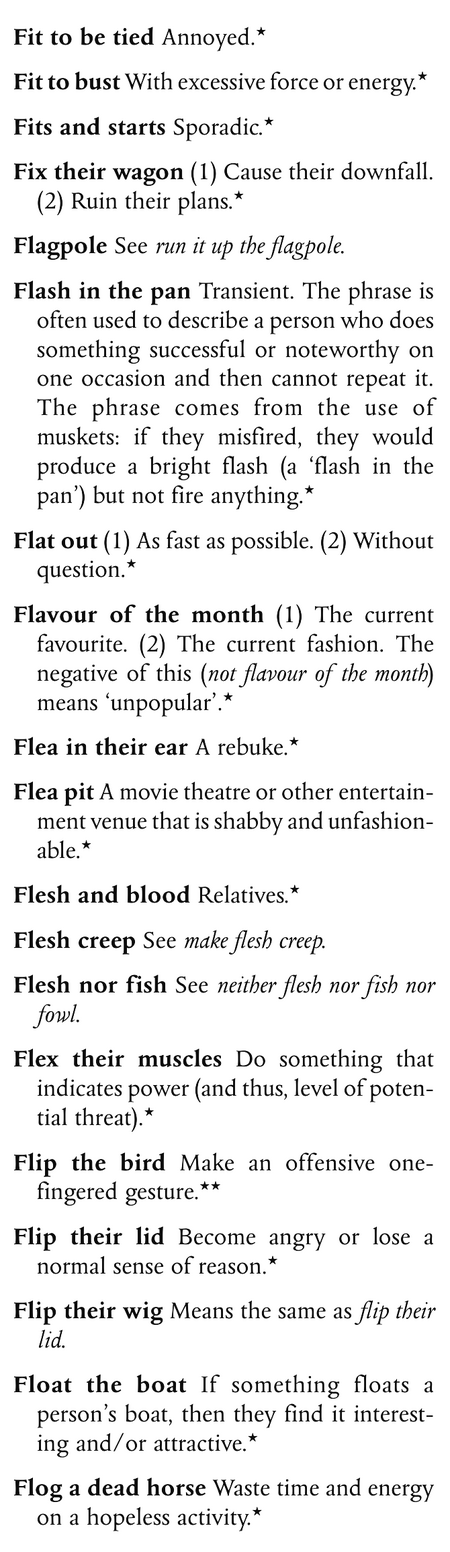 Fit to be tied Annoyed.★
Fit to bust With excessive force or energy.★
Fits and starts Sporadic.★
Fix their wagon (1) Cause their downfall.
(2) Ruin their plans.★
Flagpole See run it up the flagpole.
Flash in the pan Transient. The phrase is
often used to describe a person who does
something successful or noteworthy on
one occasion and then cannot repeat it.
The phrase comes from the use of
muskets: if they misfired, they would
produce a bright flash (a ‘flash in the
pan’) but not fire anything.★
Flat out (1) As fast as possible. (2) Without
question.★
Flavour of the month (1) The current
favourite. (2) The current fashion. The
negative of this (not flavour of the month)
means ‘unpopular’.★
Flea in their ear A rebuke.★
Flea pit A movie theatre or other entertain-
ment venue that is shabby and unfashion-
able.★
Flesh and blood Relatives.★
Flesh creep See make flesh creep.
Flesh nor fish See neither flesh nor fish nor
fowl.
Flex their muscles Do something that
indicates power (and thus, level of poten-
tial threat).★
Flip the bird Make an offensive one-
fingered gesture.★★
Flip their lid Become angry or lose a
normal sense of reason.★
Flip their wig Means the same as flip their
lid.
Float the boat If something floats a
person’s boat, then they find it interest-
ing and/or attractive.★
Flog a dead horse Waste time and energy
on a hopeless activity.★